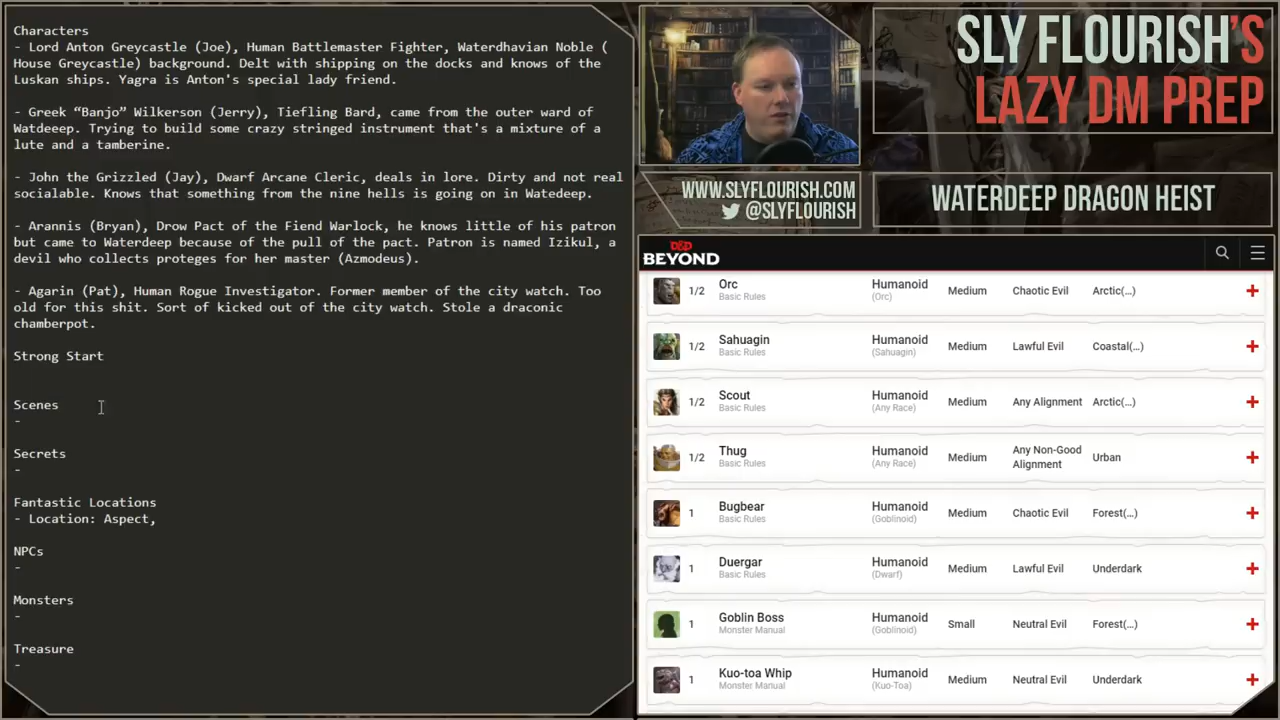 Characters
- Lord Anton Greycastle (Joe), Human Battlemaster Fighter, Waterdhavian Noble (
House Greycastle) background. Delt with shipping on the docks and knows of the
Luskan ships. Yagra is Anton's special lady friend.
- Greek “Banjo” Wilkerson (Jerry), Tiefling Bard, came from the outer ward of
Watdeeep. Trying to build some crazy stringed instrument that's a mixture of a
lute and a tamberine.
- John the Grizzled (Jay), Dwarf Arcane Cleric, deals in lore. Dirty and not real
socialable. Knows that something from the nine hells is going on in Watedeep.
- Arannis (Bryan), Drow Pact of the Fiend Warlock, he knows little of his patron
but came to Waterdeep because of the pull of the pact. Patron is named Izikul, a
devil who collects proteges for her master (Azmodeus).
- Agarin (Pat), Human Rogue Investigator. Former member of the city watch. Too
old for this shit. Sort of kicked out of the city watch. Stole a draconic
chamberpot.
Strong Start
Scenes
-
Secrets
-
Fantastic Locations
- Location: Aspect,
NPCs
-
Monsters
-
Treasure
-
SLY FLOURISH'S
LAZY DM PREP
WWW.SLYFLOURISH.COM
@SLYFLOURISH
WATERDEEP DRAGON HEIST
D&D
BEYOND
1/2 Orc Humanoid Medium Chaotic Evil Arctic(...)
Basic Rules (Orc)
1/2 Sahuagin Humanoid Medium Lawful Evil Coastal(...)
Basic Rules (Sahuagin)
1/2 Scout Humanoid Medium Any Alignment Arctic(...)
Basic Rules (Any Race)
1/2 Thug Humanoid Medium Any Non-Good Alignment Urban
Basic Rules (Any Race)
1 Bugbear Humanoid Medium Chaotic Evil Forest(...)
Basic Rules (Goblinoid)
1 Duergar Humanoid Medium Lawful Evil Underdark
Basic Rules (Dwarf)
1 Goblin Boss Humanoid Small Neutral Evil Forest(...)
Monster Manual (Goblinoid)
1 Kuo-toa Whip Humanoid Medium Neutral Evil Underdark
Monster Manual (Kuo-Toa)